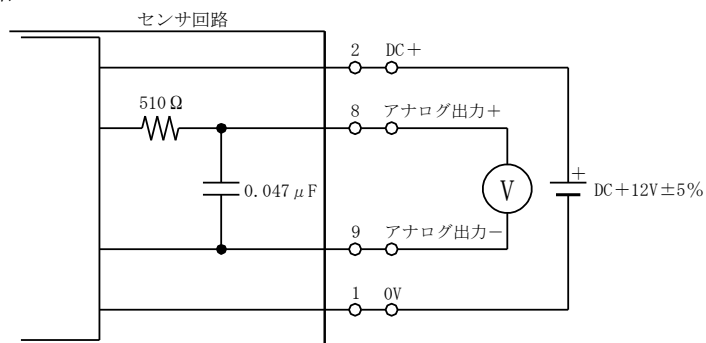 センサ回路
2 DC＋
510Ω
8 アナログ出力＋
V
＋
DC＋12V±5％
0.047μF
9 アナログ出力－
1 0V